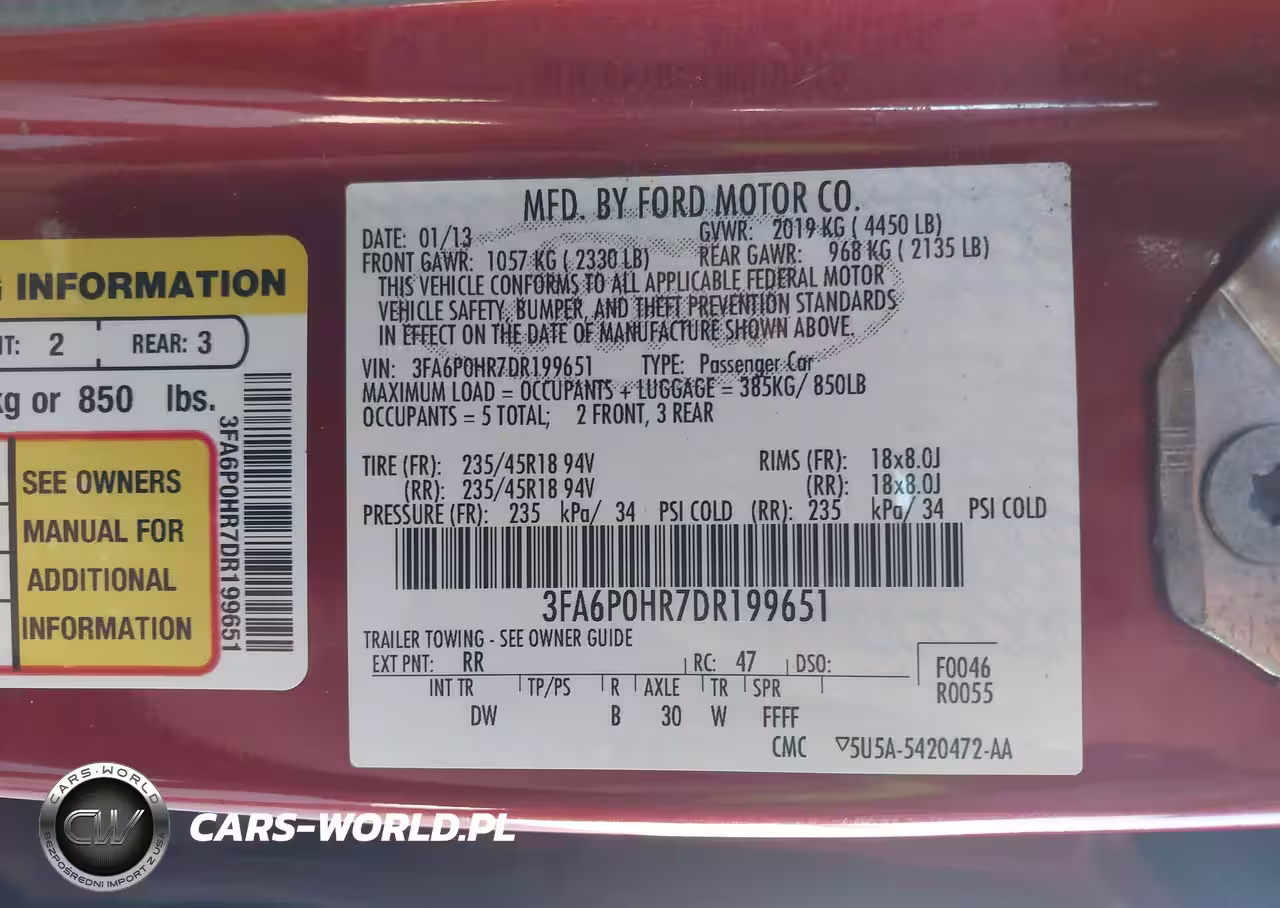 INFORMATION
2 REAR: 3
kg or 850 lbs.
SEE OWNERS
MANUAL FOR
ADDITIONAL
INFORMATION
3FA6P0HR7DR199651
MFD. BY FORD MOTOR CO.
DATE: 01/13 GVWR: 2019 KG ( 4450 LB)
FRONT GAWR: 1057 KG ( 2330 LB) REAR GAWR: 968 KG ( 2135 LB)
THIS VEHICLE CONFORMS TO ALL APPLICABLE FEDERAL MOTOR
VEHICLE SAFETY, BUMPER, AND THEFT PREVENTION STANDARDS
IN EFFECT ON THE DATE OF MANUFACTURE SHOWN ABOVE.
VIN: 3FA6P0HR7DR199651 TYPE: Passenger Car
MAXIMUM LOAD = OCCUPANTS + LUGGAGE = 385KG/ 850LB
OCCUPANTS = 5 TOTAL; 2 FRONT, 3 REAR
TIRE (FR): 235/45R18 94V RIMS (FR): 18x8.0J
(RR): 235/45R18 94V (RR): 18x8.0J
PRESSURE (FR): 235 kPa/ 34 PSI COLD (RR): 235 kPa/ 34 PSI COLD
3FA6P0HR7DR199651
TRAILER TOWING - SEE OWNER GUIDE
EXT PNT: RR RC: 47 DSO: F0046
R0055
INT TR TP/PS R AXLE TR SPR
DW B 30 W FFFF
CMC ▽5U5A-5420472-AA
CARS-WORLD
CW
BEZPOŚREDNI IMPORT Z USA
CARS-WORLD.PL